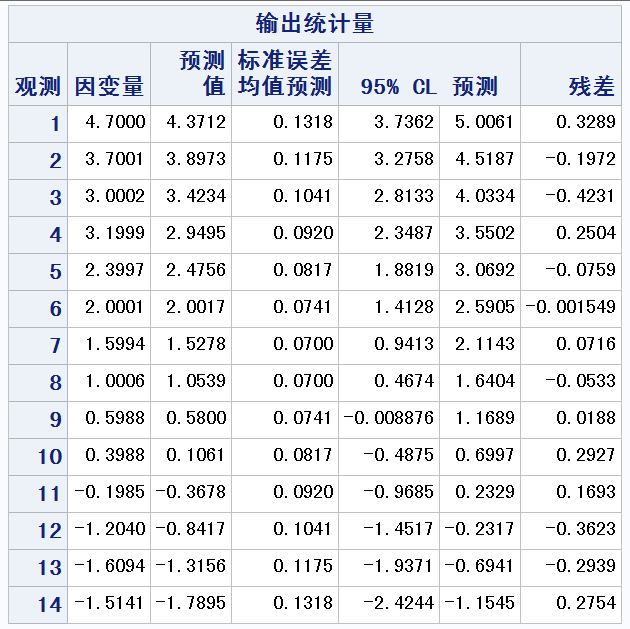 输出统计量
观测 因变量 预测值 标准误差均值预测 95% CL 预测 残差
1 4.7000 4.3712 0.1318 3.7362 5.0061 0.3289
2 3.7001 3.8973 0.1175 3.2758 4.5187 -0.1972
3 3.0002 3.4234 0.1041 2.8133 4.0334 -0.4231
4 3.1999 2.9495 0.0920 2.3487 3.5502 0.2504
5 2.3997 2.4756 0.0817 1.8819 3.0692 -0.0759
6 2.0001 2.0017 0.0741 1.4128 2.5905 -0.001549
7 1.5994 1.5278 0.0700 0.9413 2.1143 0.0716
8 1.0006 1.0539 0.0700 0.4674 1.6404 -0.0533
9 0.5988 0.5800 0.0741 -0.008876 1.1689 0.0188
10 0.3988 0.1061 0.0817 -0.4875 0.6997 0.2927
11 -0.1985 -0.3678 0.0920 -0.9685 0.2329 0.1693
12 -1.2040 -0.8417 0.1041 -1.4517 -0.2317 -0.3623
13 -1.6094 -1.3156 0.1175 -1.9371 -0.6941 -0.2939
14 -1.5141 -1.7895 0.1318 -2.4244 -1.1545 0.2754